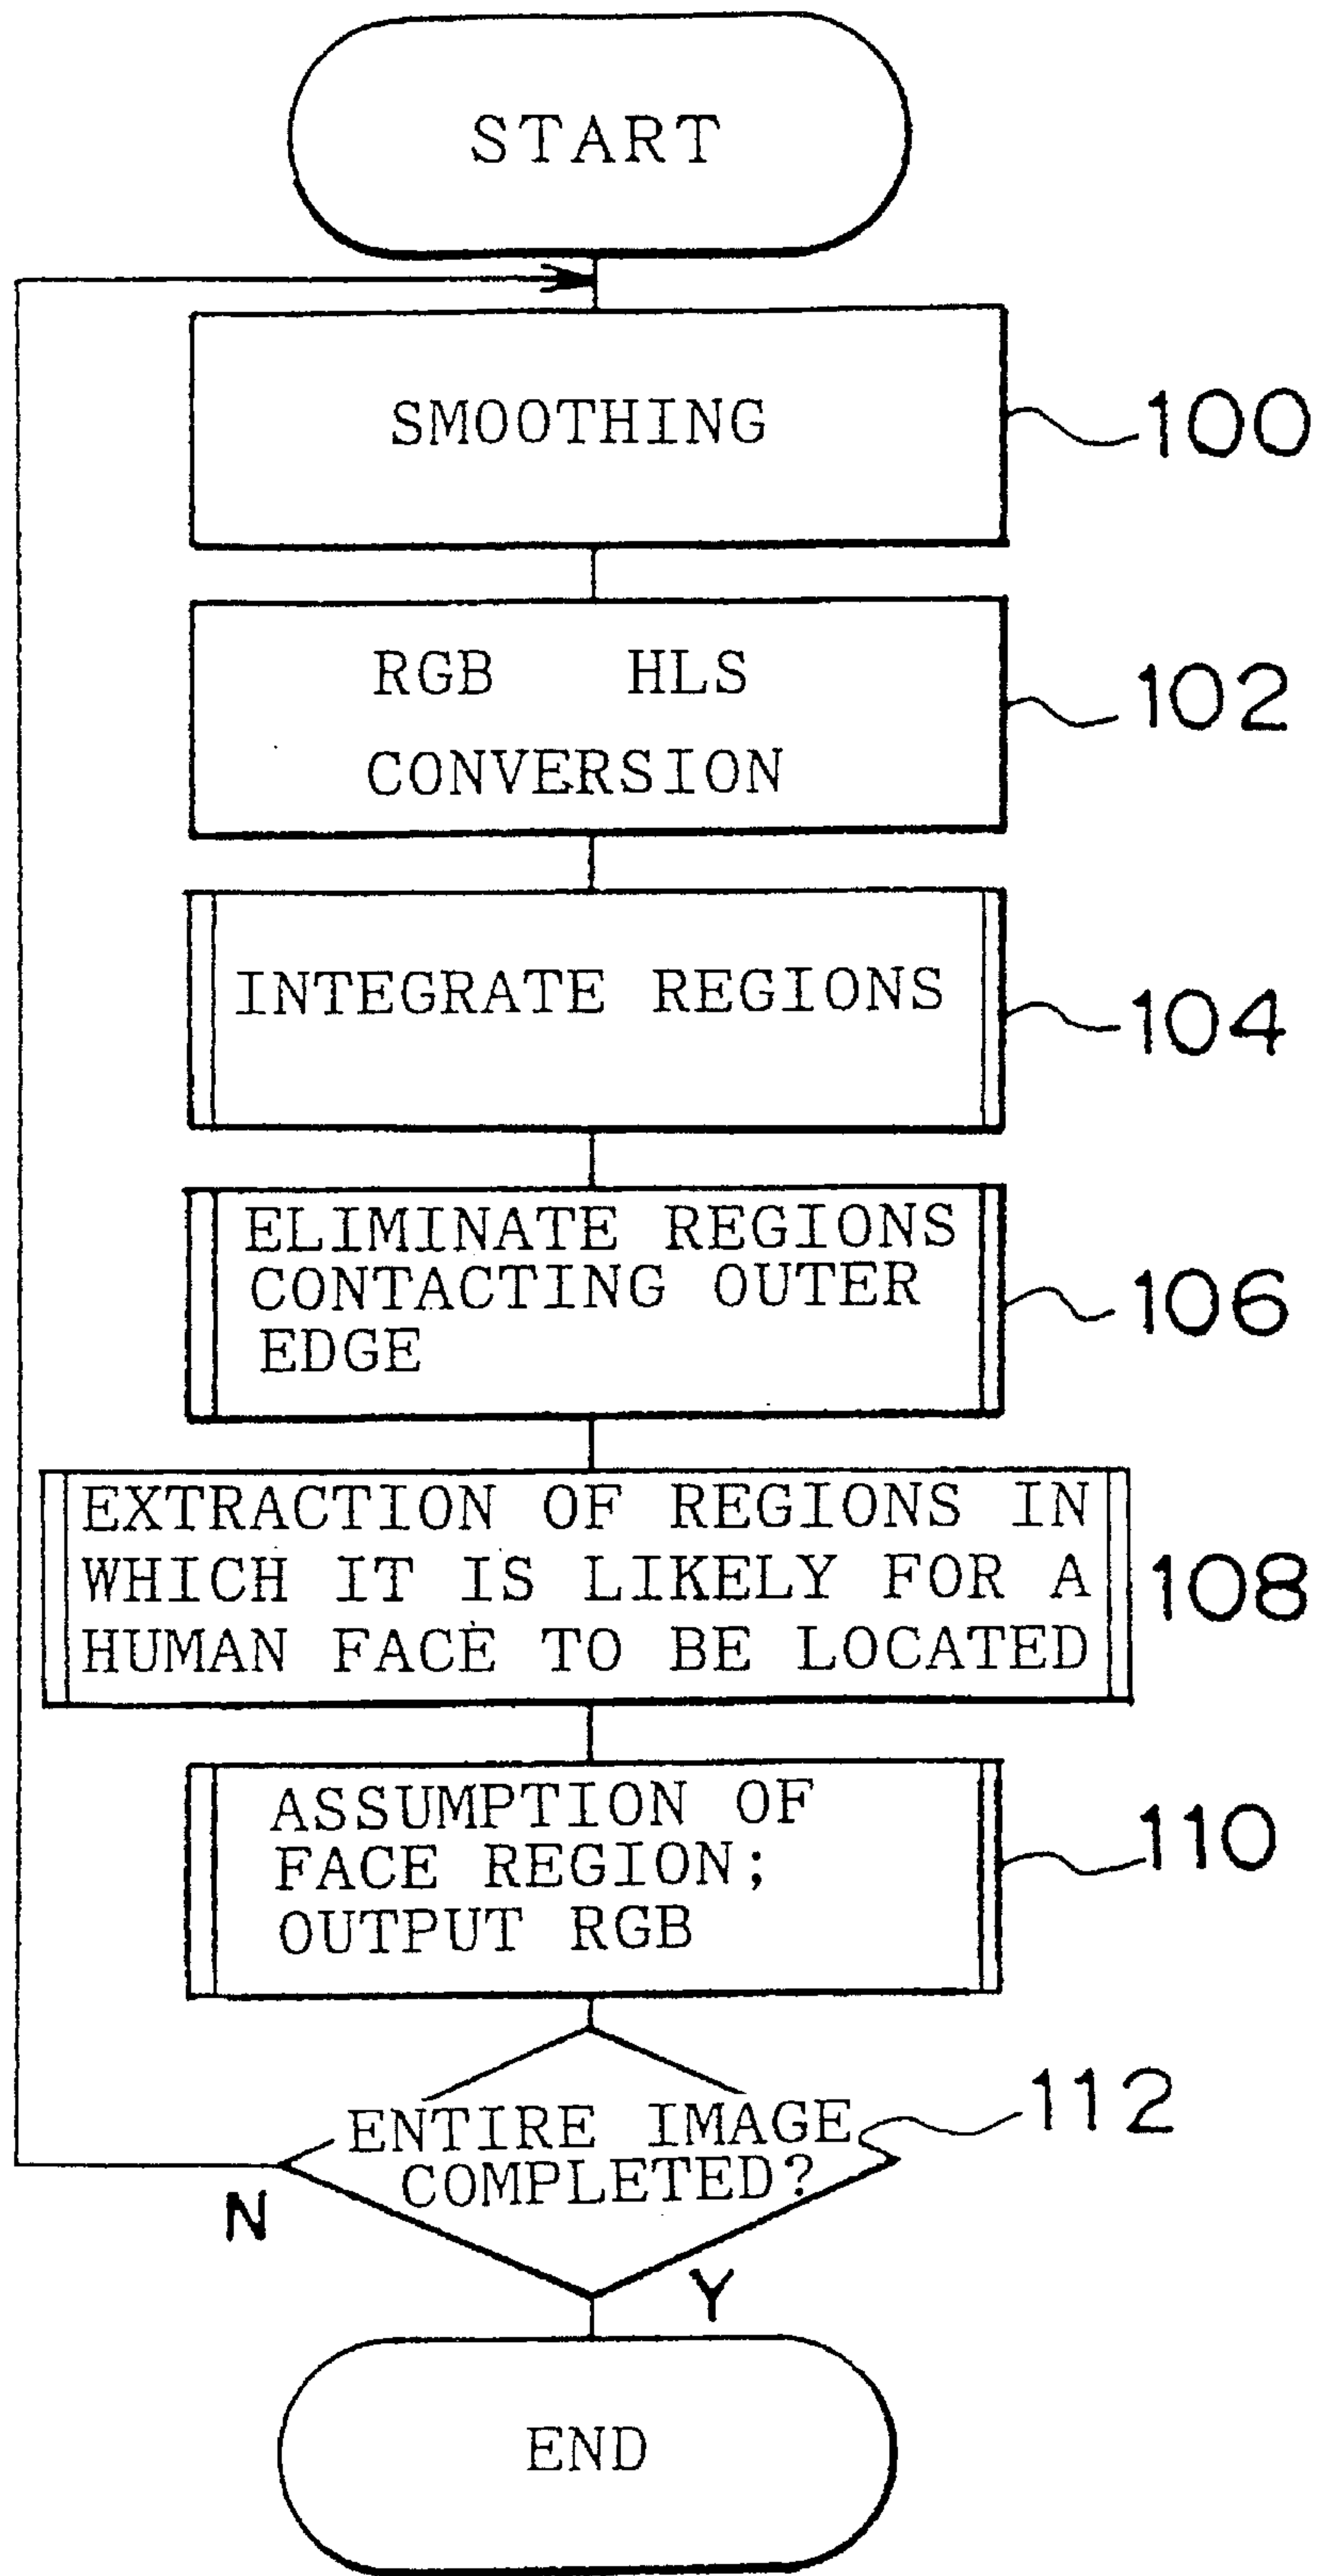 START
SMOOTHING
100
RGB HLS
CONVERSION
102
INTEGRATE REGIONS
104
ELIMINATE REGIONS
CONTACTING OUTER
EDGE
106
EXTRACTION OF REGIONS IN
WHICH IT IS LIKELY FOR A
HUMAN FACE TO BE LOCATED
108
ASSUMPTION OF
FACE REGION;
OUTPUT RGB
110
ENTIRE IMAGE
COMPLETED?
112
N
Y
END